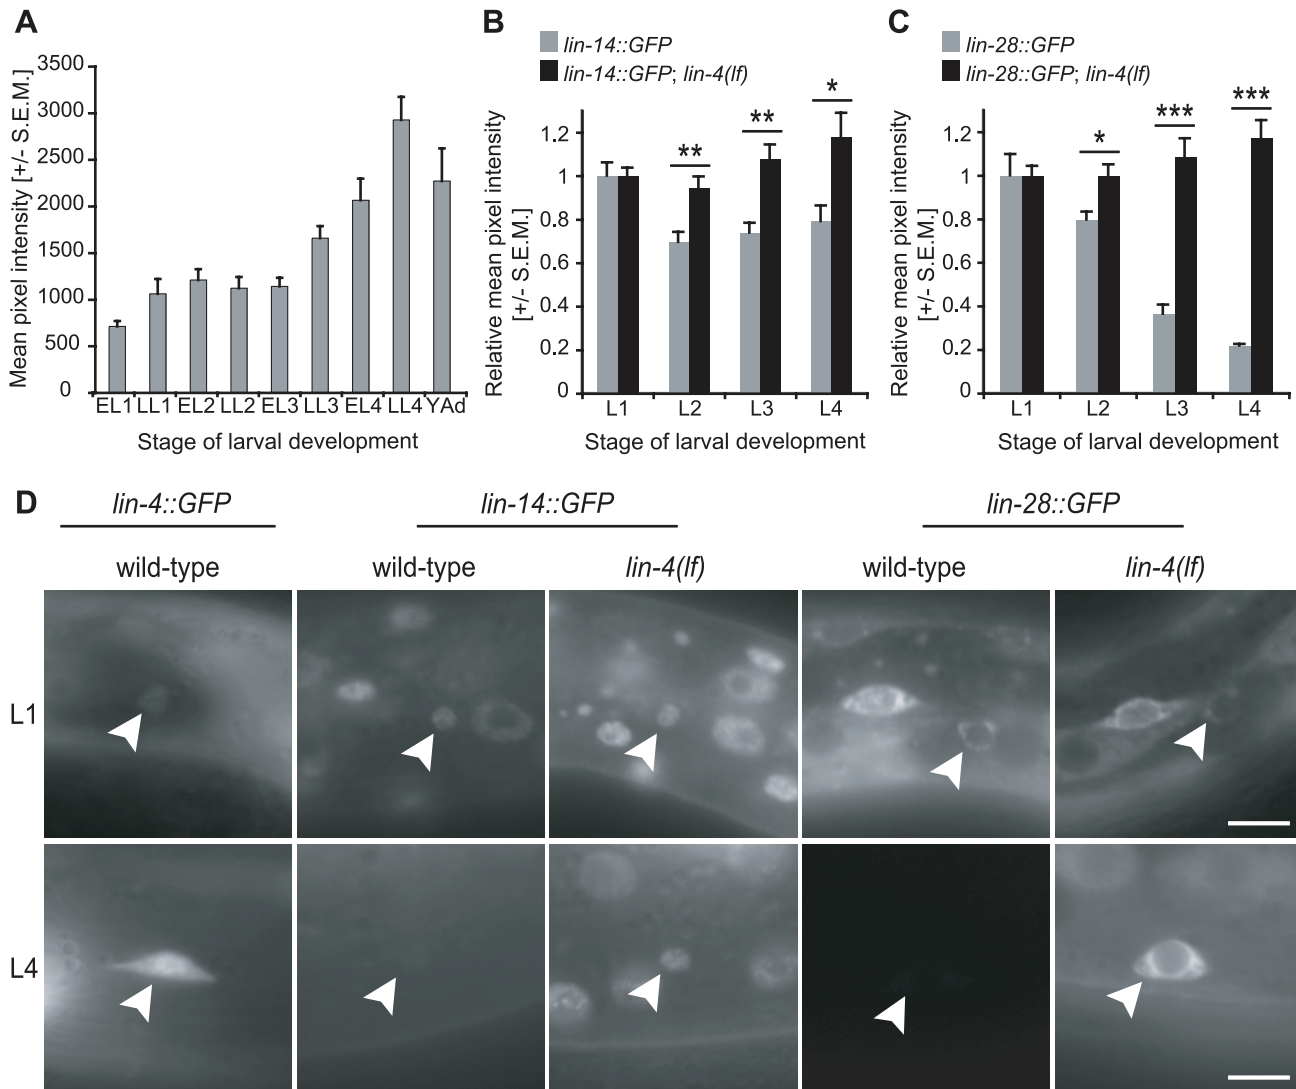 A
Mean pixel intensity [+/- S.E.M.]
3500
3000
2500
2000
1500
1000
500
0
EL1 LL1 EL2 LL2 EL3 LL3 EL4 LL4 YAd
Stage of larval development
B
lin-14::GFP
lin-14::GFP; lin-4(lf)
Relative mean pixel intensity
[+/- S.E.M.]
1.2
1
0.8
0.6
0.4
0.2
0
** ** *
L1 L2 L3 L4
Stage of larval development
C
lin-28::GFP
lin-28::GFP; lin-4(lf)
Relative mean pixel intensity
[+/- S.E.M.]
1.2
1
0.8
0.6
0.4
0.2
0
* *** ***
L1 L2 L3 L4
Stage of larval development
D
lin-4::GFP lin-14::GFP lin-28::GFP
wild-type wild-type lin-4(lf) wild-type lin-4(lf)
L1
L4